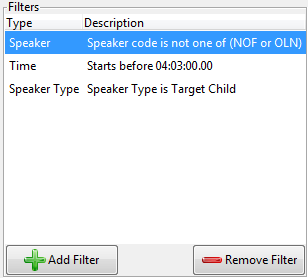 Filters
Type Description
Speaker Speaker code is not one of (NOF or OLN)
Time Starts before 04:03:00.00
Speaker Type Speaker Type is Target Child
Add Filter Remove Filter